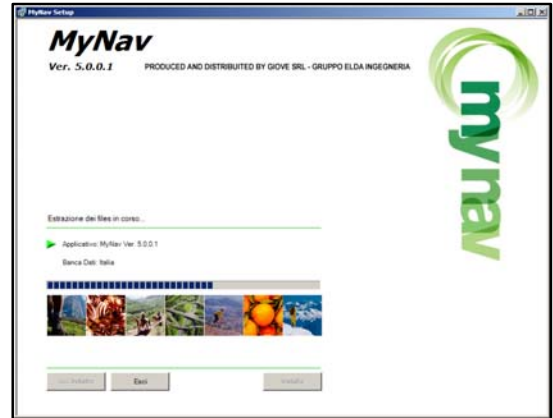 MyNav Setup
MyNav
Ver. 5.0.0.1 PRODUCED AND DISTRIBUITED BY GIOVE SRL - GRUPPO ELDA INGEGNERIA
mynav
Estrazione dei files in corso...
Applicativo: MyNav Ver. 5.0.0.1
Banca Dati: Italia
Esci Installa